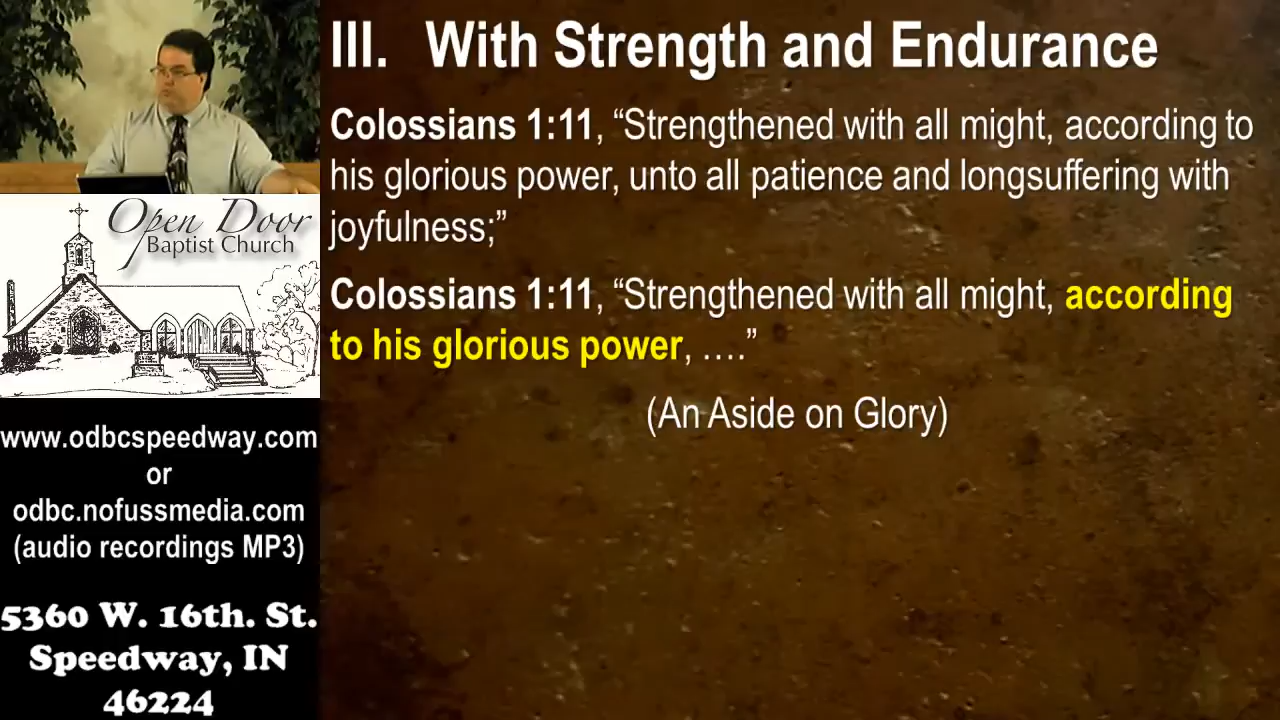 III. With Strength and Endurance
Colossians 1:11, “Strengthened with all might, according to
his glorious power, unto all patience and longsuffering with
joyfulness;”
Colossians 1:11, “Strengthened with all might, according
to his glorious power, ….”
(An Aside on Glory)
Open Door
Baptist Church
www.odbcspeedway.com
or
odbc.nofussmedia.com
(audio recordings MP3)
5360 W. 16th. St.
Speedway, IN
46224